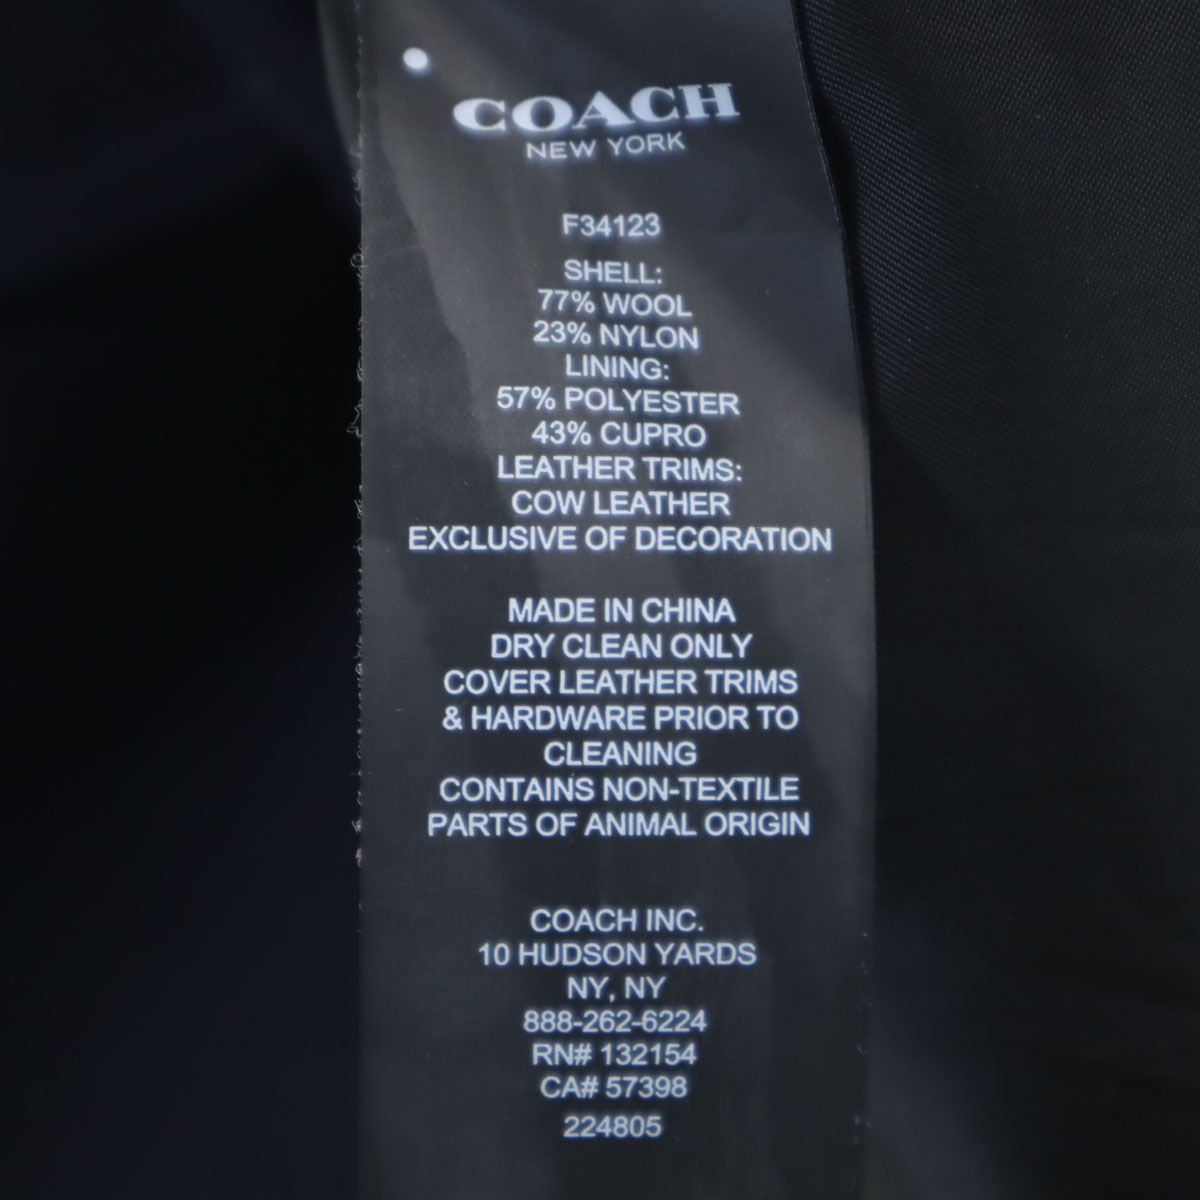 COACH
NEW YORK
F34123
SHELL:
77% WOOL
23% NYLON
LINING:
57% POLYESTER
43% CUPRO
LEATHER TRIMS:
COW LEATHER
EXCLUSIVE OF DECORATION
MADE IN CHINA
DRY CLEAN ONLY
COVER LEATHER TRIMS
& HARDWARE PRIOR TO
CLEANING
CONTAINS NON-TEXTILE
PARTS OF ANIMAL ORIGIN
COACH INC.
10 HUDSON YARDS
NY, NY
888-262-6224
RN# 132154
CA# 57398
224805